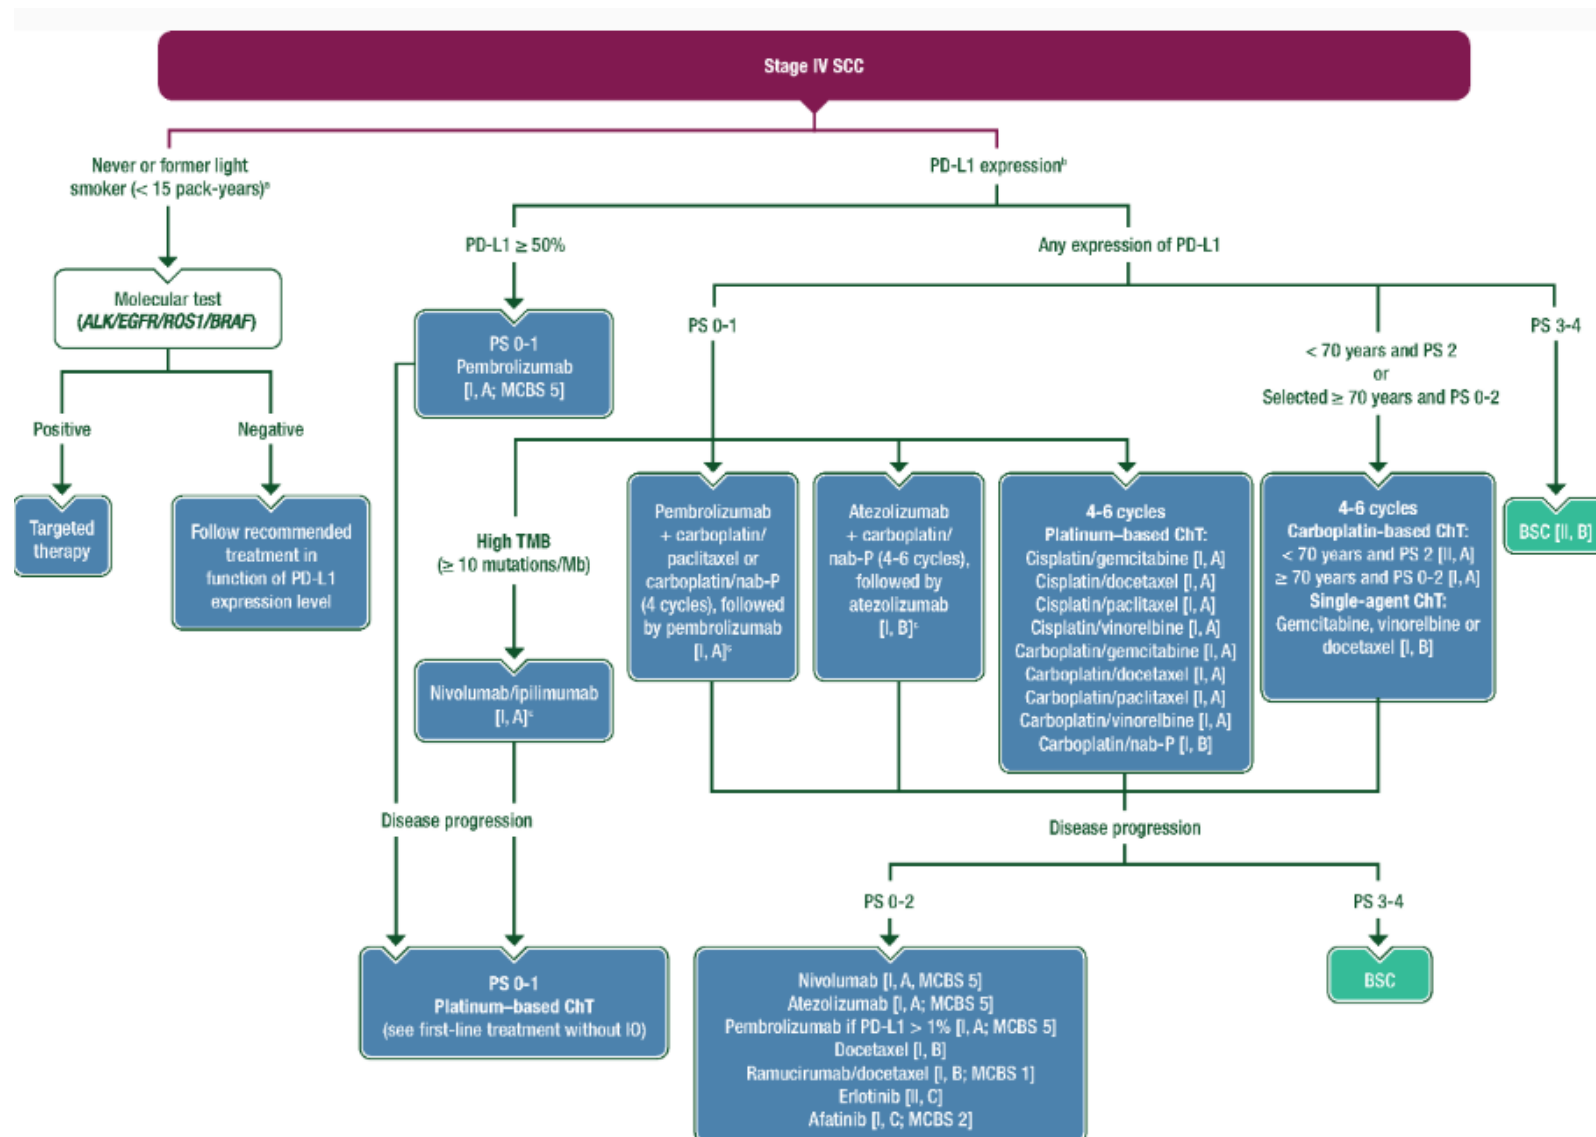 Stage IV SCC
Never or former light
smoker (< 15 pack-years)ᵃ
PD-L1 expressionᵇ
PD-L1 ≥ 50%
Any expression of PD-L1
Molecular test
(ALK/EGFR/ROS1/BRAF)
PS 0-1
Pembrolizumab
[I, A; MCBS 5]
PS 0-1
< 70 years and PS 2
or
Selected ≥ 70 years and PS 0-2
PS 3-4
Positive
Negative
Targeted
therapy
Follow recommended
treatment in
function of PD-L1
expression level
High TMB
(≥ 10 mutations/Mb)
Pembrolizumab
+ carboplatin/
paclitaxel or
carboplatin/nab-P
(4 cycles), followed
by pembrolizumab
[I, A]ᶜ
Atezolizumab
+ carboplatin/
nab-P (4-6 cycles),
followed by
atezolizumab
[I, B]ᶜ
4-6 cycles
Platinum–based ChT:
Cisplatin/gemcitabine [I, A]
Cisplatin/docetaxel [I, A]
Cisplatin/paclitaxel [I, A]
Cisplatin/vinorelbine [I, A]
Carboplatin/gemcitabine [I, A]
Carboplatin/docetaxel [I, A]
Carboplatin/paclitaxel [I, A]
Carboplatin/vinorelbine [I, A]
Carboplatin/nab-P [I, B]
4-6 cycles
Carboplatin-based ChT:
< 70 years and PS 2 [II, A]
≥ 70 years and PS 0-2 [I, A]
Single-agent ChT:
Gemcitabine, vinorelbine or
docetaxel [I, B]
BSC [II, B]
Nivolumab/ipilimumab
[I, A]ᶜ
Disease progression
Disease progression
PS 0-2
PS 3-4
PS 0-1
Platinum–based ChT
(see first-line treatment without IO)
Nivolumab [I, A, MCBS 5]
Atezolizumab [I, A; MCBS 5]
Pembrolizumab if PD-L1 > 1% [I, A; MCBS 5]
Docetaxel [I, B]
Ramucirumab/docetaxel [I, B; MCBS 1]
Erlotinib [II, C]
Afatinib [I, C; MCBS 2]
BSC